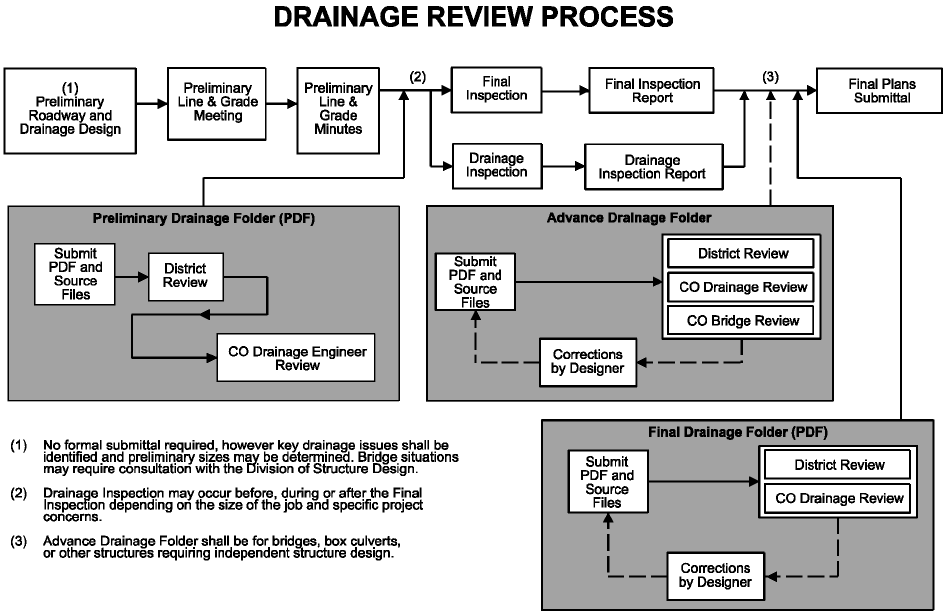 DRAINAGE REVIEW PROCESS
(1)
Preliminary
Roadway and
Drainage Design
Preliminary
Line & Grade
Meeting
Preliminary
Line &
Grade
Minutes
(2)
Final
Inspection
Final Inspection
Report
(3)
Final Plans
Submittal
Drainage
Inspection
Drainage
Inspection Report
Preliminary Drainage Folder (PDF)
Submit
PDF and
Source
Files
District
Review
CO Drainage Engineer
Review
Advance Drainage Folder
Submit
PDF and
Source
Files
District Review
CO Drainage Review
CO Bridge Review
Corrections
by Designer
Final Drainage Folder (PDF)
Submit
PDF and
Source
Files
District Review
CO Drainage Review
Corrections
by Designer
(1) No formal submittal required, however key drainage issues shall be
identified and preliminary sizes may be determined. Bridge situations
may require consultation with the Division of Structure Design.
(2) Drainage Inspection may occur before, during or after the Final
Inspection depending on the size of the job and specific project
concerns.
(3) Advance Drainage Folder shall be for bridges, box culverts,
or other structures requiring independent structure design.